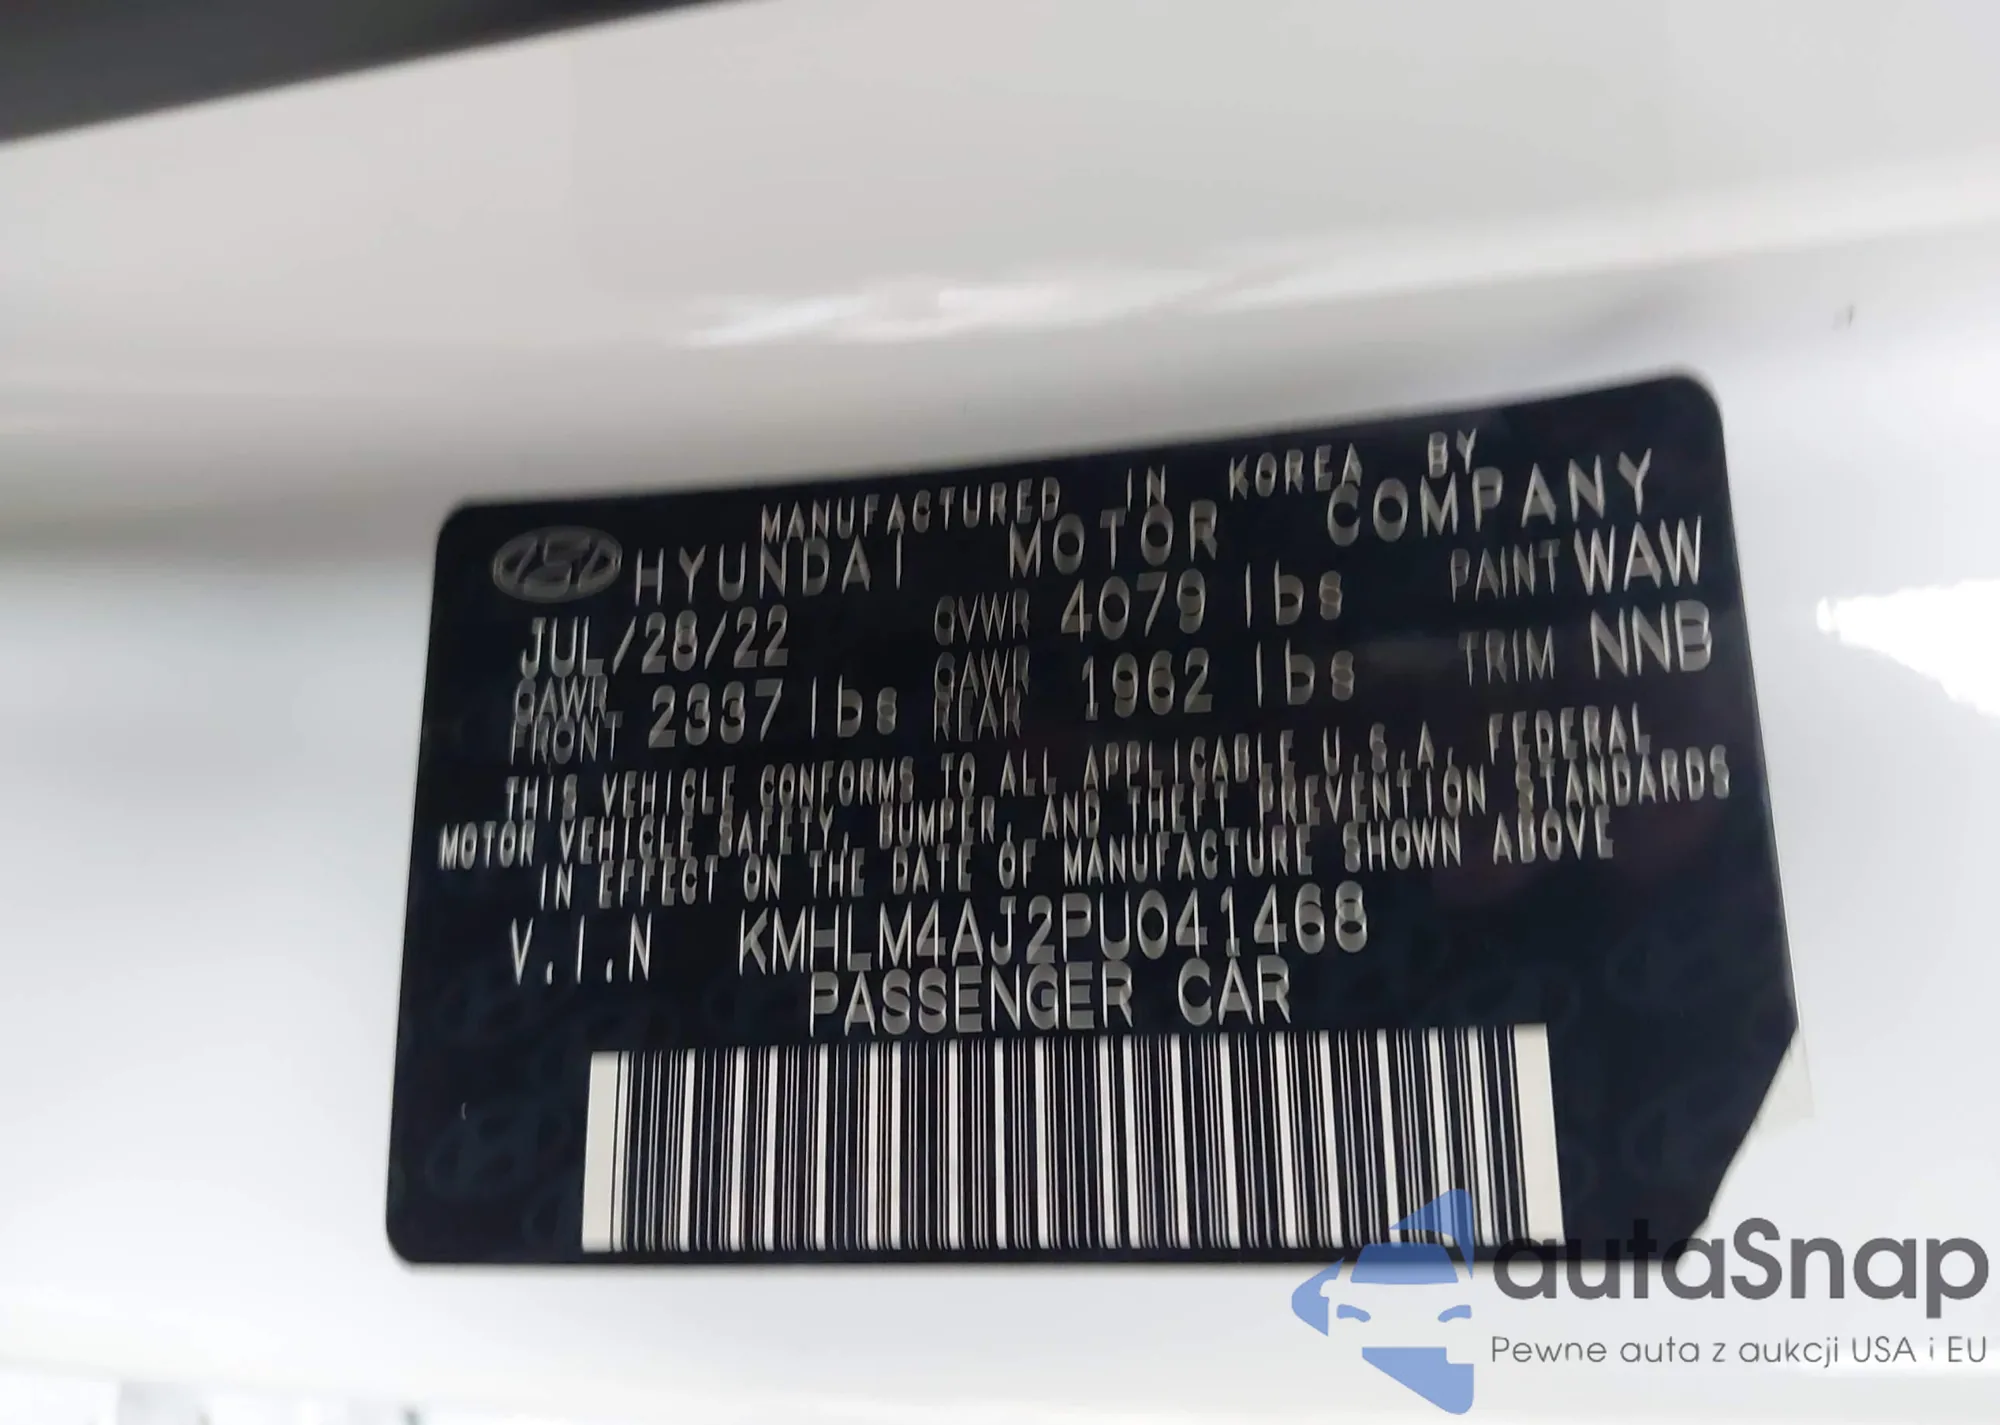 MANUFACTURED IN KOREA BY
HYUNDAI MOTOR COMPANY
JUL/28/22 GVWR 4079 lbs PAINT WAW
GAWR FRONT 2337 lbs GAWR REAR 1962 lbs TRIM NNB
THIS VEHICLE CONFORMS TO ALL APPLICABLE U.S.A. FEDERAL
MOTOR VEHICLE SAFETY, BUMPER, AND THEFT PREVENTION STANDARDS
IN EFFECT ON THE DATE OF MANUFACTURE SHOWN ABOVE
V.I.N KMHLM4AJ2PU041468
PASSENGER CAR
autaSnap
Pewne auta z aukcji USA i EU